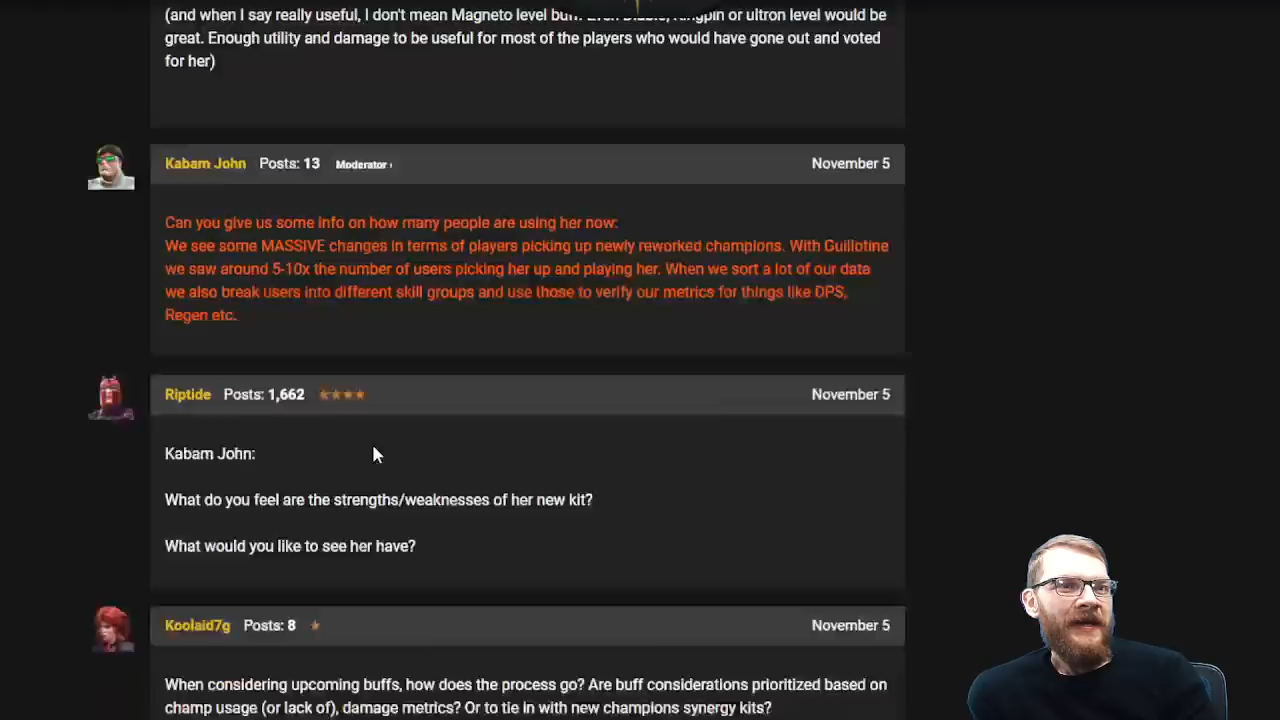 (and when I say really useful, I don't mean Magneto level buff. Even Diablo, Kingpin or ultron level would be
great. Enough utility and damage to be useful for most of the players who would have gone out and voted
for her)
Kabam John Posts: 13 Moderator › November 5
Can you give us some info on how many people are using her now:
We see some MASSIVE changes in terms of players picking up newly reworked champions. With Guillotine
we saw around 5-10x the number of users picking her up and playing her. When we sort a lot of our data
we also break users into different skill groups and use those to verify our metrics for things like DPS,
Regen etc.
Riptide Posts: 1,662 ★★★★ November 5
Kabam John:
What do you feel are the strengths/weaknesses of her new kit?
What would you like to see her have?
Koolaid7g Posts: 8 ★ November 5
When considering upcoming buffs, how does the process go? Are buff considerations prioritized based on
champ usage (or lack of), damage metrics? Or to tie in with new champions synergy kits?